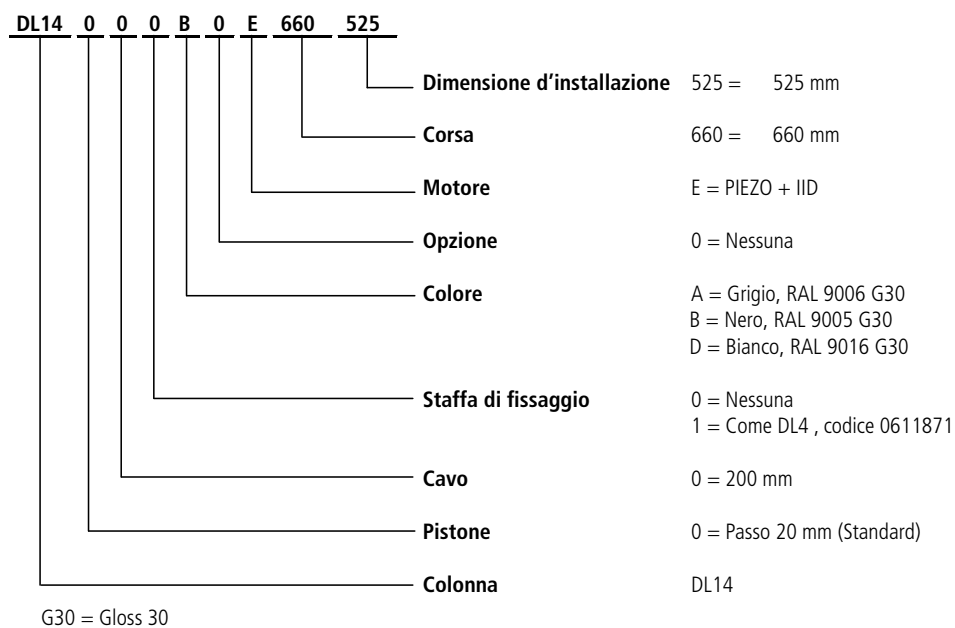 DL14 0 0 0 B 0 E 660 525
Dimensione d'installazione 525 = 525 mm
Corsa 660 = 660 mm
Motore E = PIEZO + IID
Opzione 0 = Nessuna
Colore A = Grigio, RAL 9006 G30
B = Nero, RAL 9005 G30
D = Bianco, RAL 9016 G30
Staffa di fissaggio 0 = Nessuna
1 = Come DL4 , codice 0611871
Cavo 0 = 200 mm
Pistone 0 = Passo 20 mm (Standard)
Colonna DL14
G30 = Gloss 30